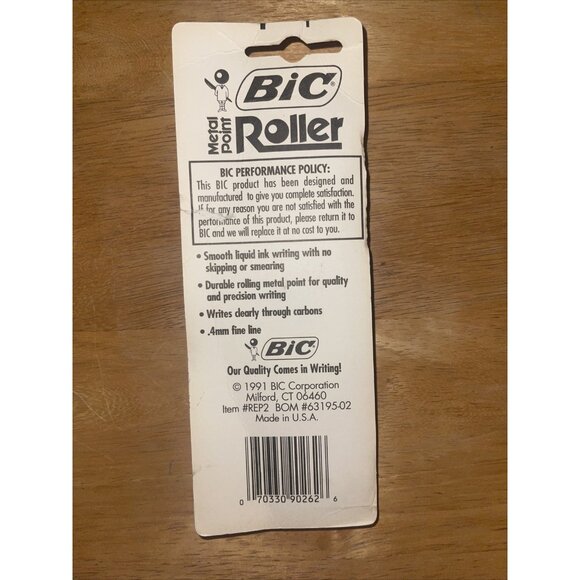 BiC®
Metal Point Roller
BIC PERFORMANCE POLICY:
This BIC product has been designed and
manufactured to give you complete satisfaction.
If for any reason you are not satisfied with the
performance of this product, please return it to
BIC and we will replace it at no cost to you.
• Smooth liquid ink writing with no
skipping or smearing
• Durable rolling metal point for quality
and precision writing
• Writes clearly through carbons
• .4mm fine line
BiC®
Our Quality Comes in Writing!
© 1991 BIC Corporation
Milford, CT 06460
Item #REP2 BOM #63195-02
Made in U.S.A.
0 70330 90262 6